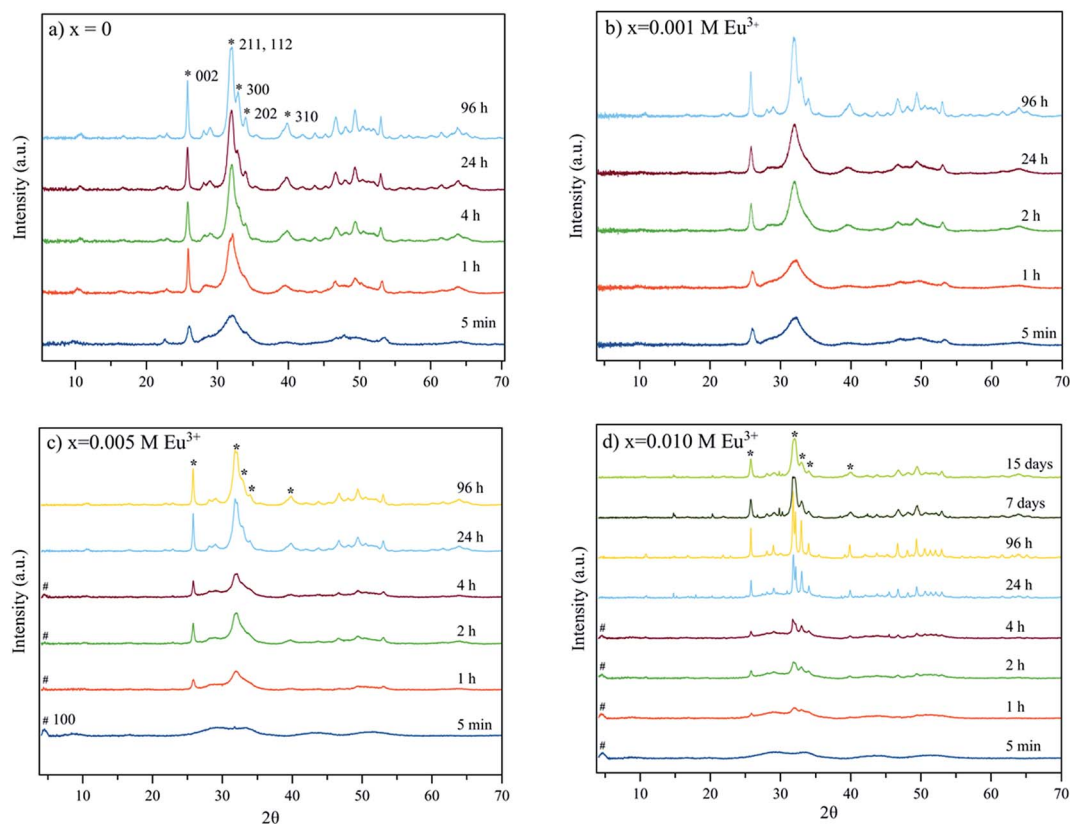 a) x = 0
* 211, 112
* 002
* 300
* 202
* 310
96 h
24 h
4 h
1 h
5 min
Intensity (a.u.)
10 20 30 40 50 60 70
b) x=0.001 M Eu³⁺
96 h
24 h
2 h
1 h
5 min
Intensity (a.u.)
10 20 30 40 50 60 70
c) x=0.005 M Eu³⁺
* * * * *
96 h
24 h
# 4 h
# 2 h
# 1 h
# 100 5 min
Intensity (a.u.)
10 20 30 40 50 60 70
2θ
d) x=0.010 M Eu³⁺
* * * * *
15 days
7 days
96 h
24 h
# 4 h
# 2 h
# 1 h
# 5 min
Intensity (a.u.)
10 20 30 40 50 60 70
2θ